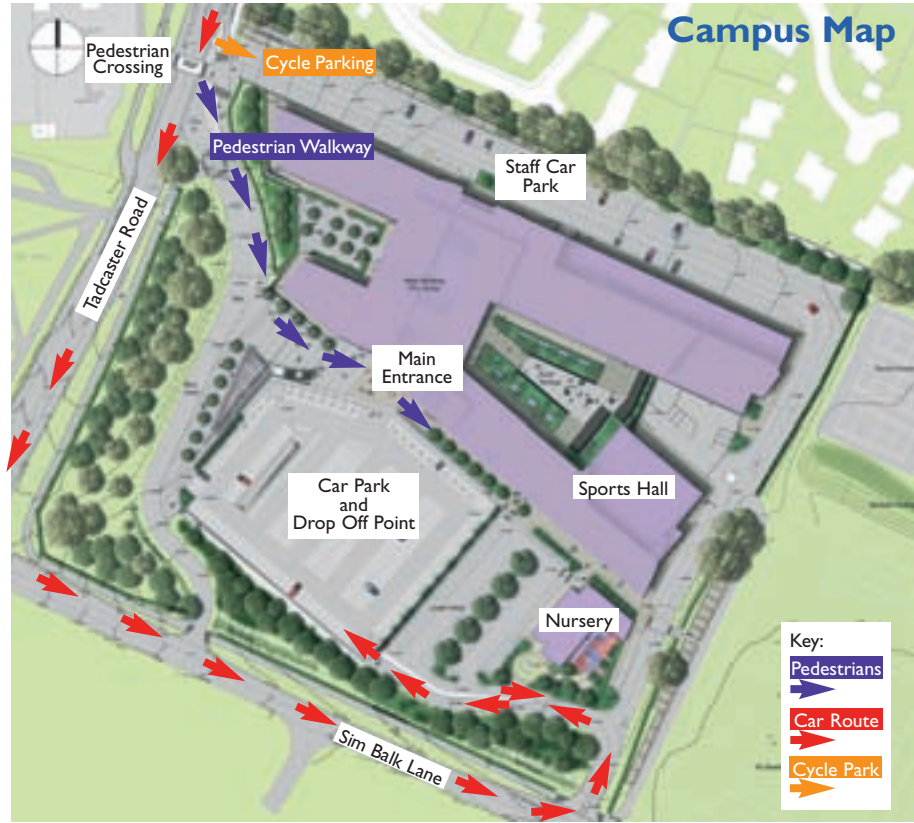 Campus Map
Pedestrian
Crossing
Cycle Parking
Pedestrian Walkway
Staff Car
Park
Tadcaster Road
Main
Entrance
Car Park
and
Drop Off Point
Sports Hall
Nursery
Sim Balk Lane
Key:
Pedestrians
Car Route
Cycle Park